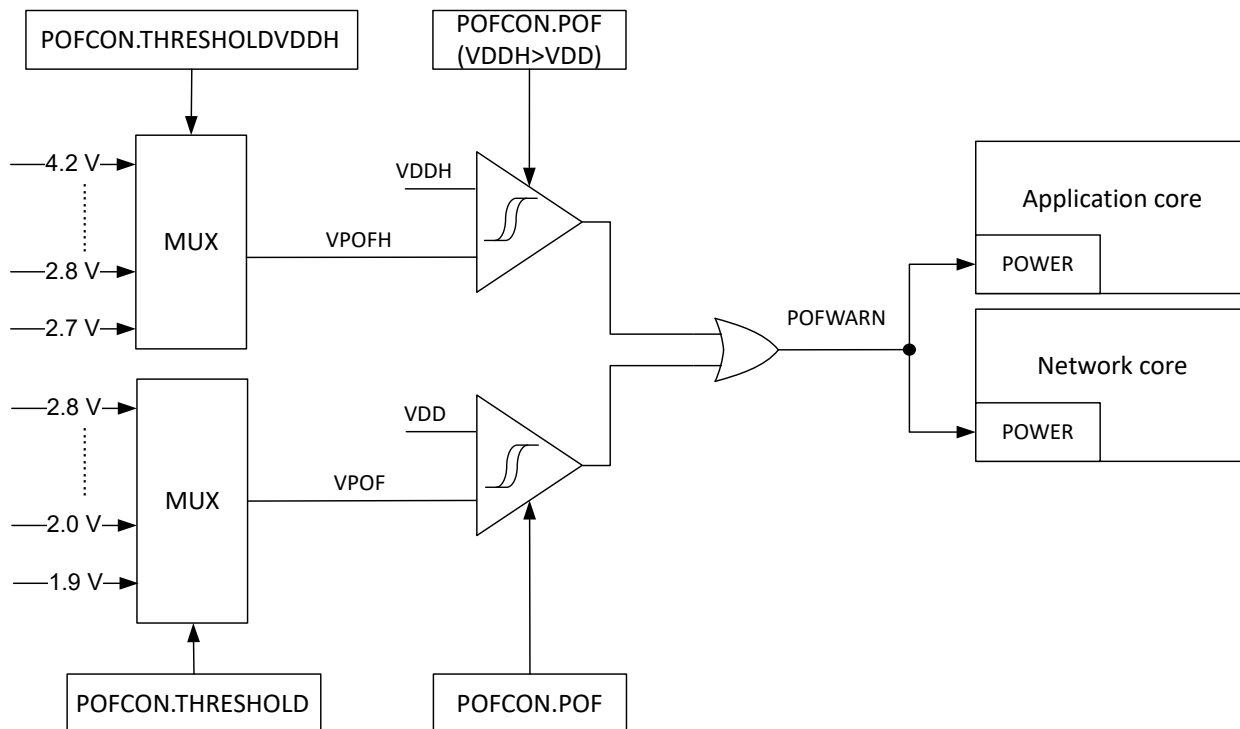 POFCON.THRESHOLDVDDH
POFCON.POF
(VDDH>VDD)
4.2 V
2.8 V
2.7 V
MUX
VDDH
VPOFH
Application core
POWER
POFWARN
Network core
POWER
2.8 V
2.0 V
1.9 V
MUX
VDD
VPOF
POFCON.THRESHOLD
POFCON.POF